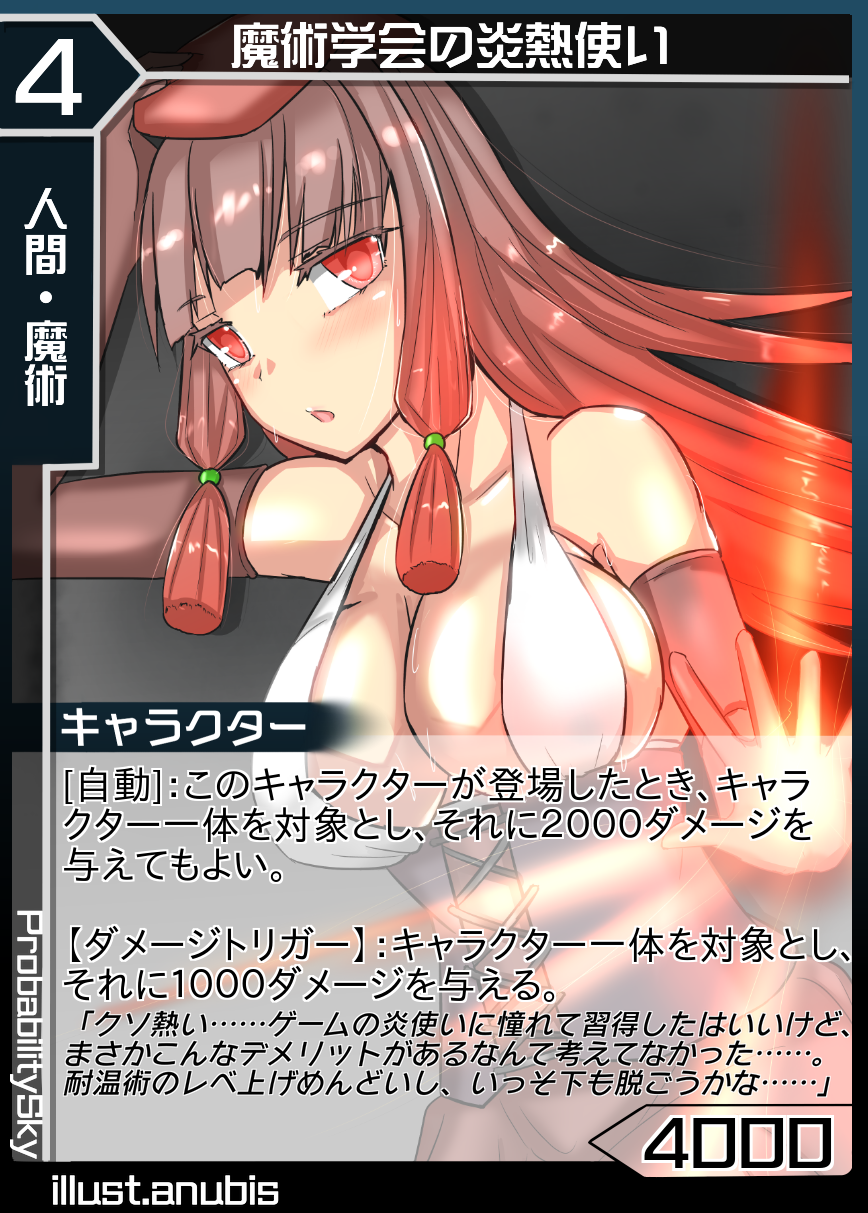 4
魔術学会の炎熱使い
人間・魔術
キャラクター
[自動]:このキャラクターが登場したとき、キャラ
クター一体を対象とし、それに2000ダメージを
与えてもよい。
【ダメージトリガー】:キャラクター一体を対象とし、
それに1000ダメージを与える。
「クソ熱い……ゲームの炎使いに憧れて習得したはいいけど、
まさかこんなデメリットがあるなんて考えてなかった……。
耐温術のレベ上げめんどいし、いっそ下も脱ごうかな……」
ProbabilitySky
4000
illust.anubis